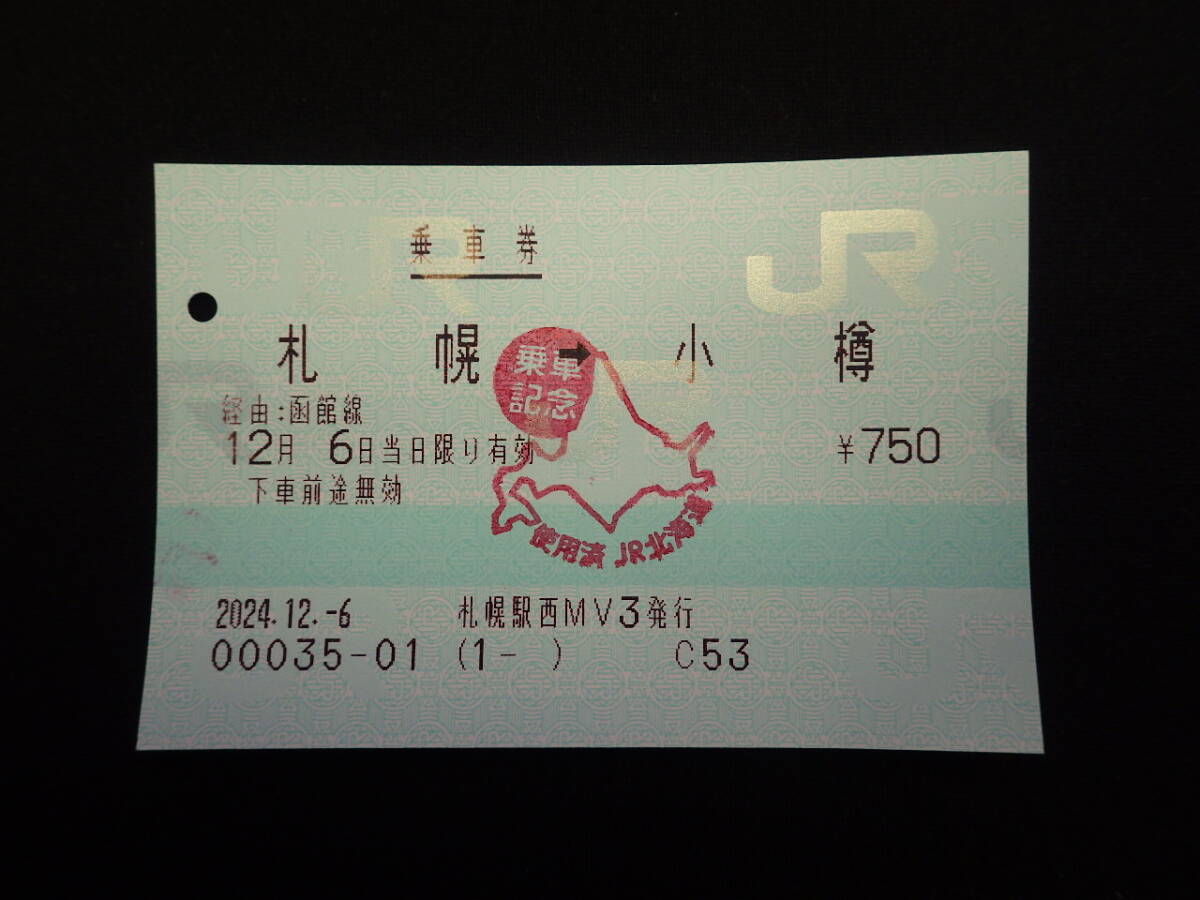 乗車券
JR
札幌 ➡ 小樽
経由:函館線
12月 6日当日限り有効
¥750
下車前途無効
乗車
記念
使用済 JR北海道
2024.12.-6 札幌駅西MV3発行
00035-01 (1- ) C53